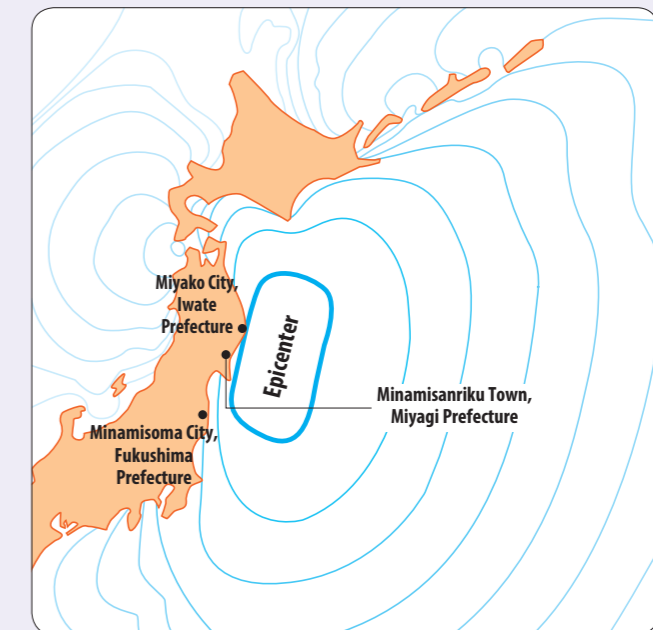 Miyako City,
Iwate
Prefecture
Epicenter
Minamisanriku Town,
Miyagi Prefecture
Minamisoma City,
Fukushima
Prefecture